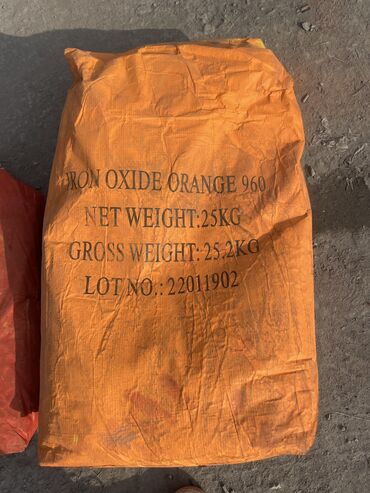 IRON OXIDE ORANGE 960
NET WEIGHT:25KG
GROSS WEIGHT: 25.2KG
LOT NO.: 22011902